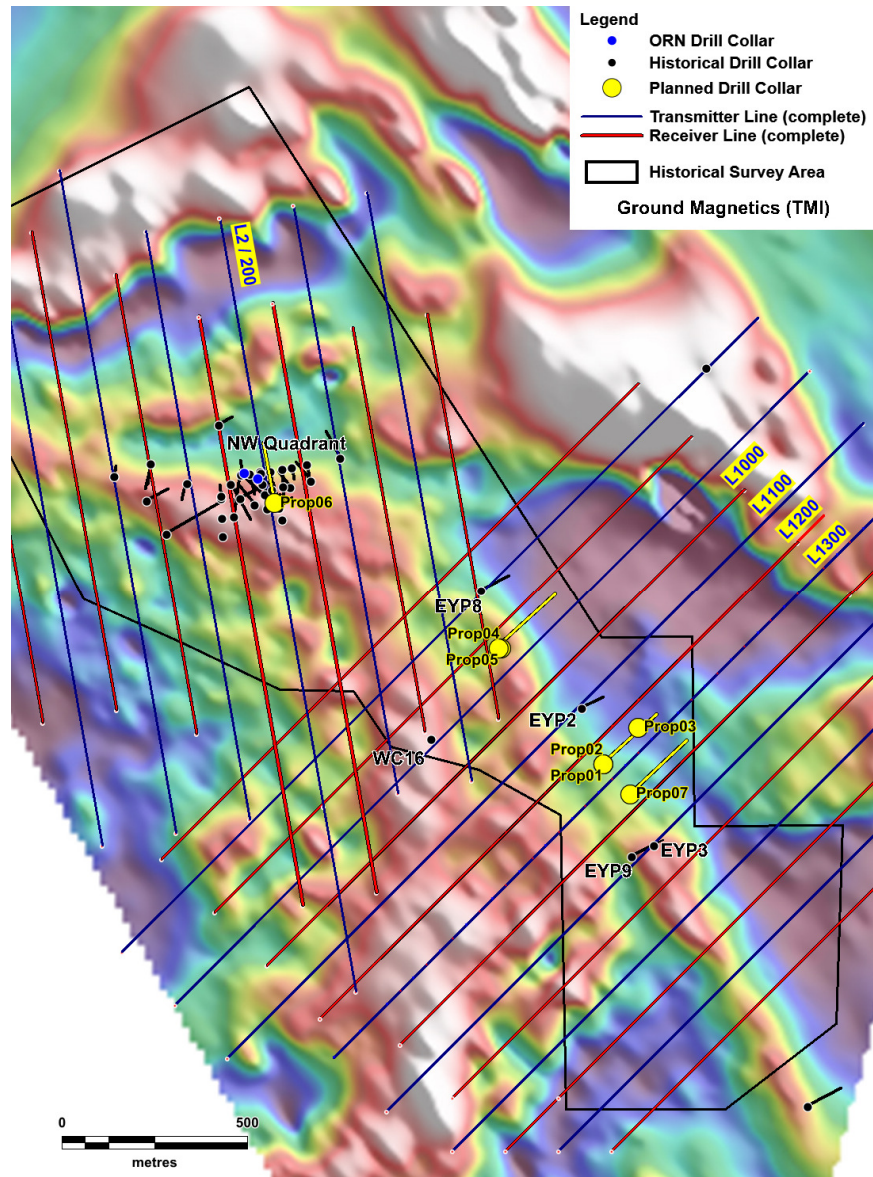 Legend
ORN Drill Collar
Historical Drill Collar
Planned Drill Collar
Transmitter Line (complete)
Receiver Line (complete)
Historical Survey Area
Ground Magnetics (TMI)
L2 / 200
NW Quadrant
Prop06
L1000
L1100
L1200
L1300
EYP8
Prop04
Prop05
EYP2
Prop03
WC16
Prop02
Prop01
Prop07
EYP3
EYP9
0 500
metres